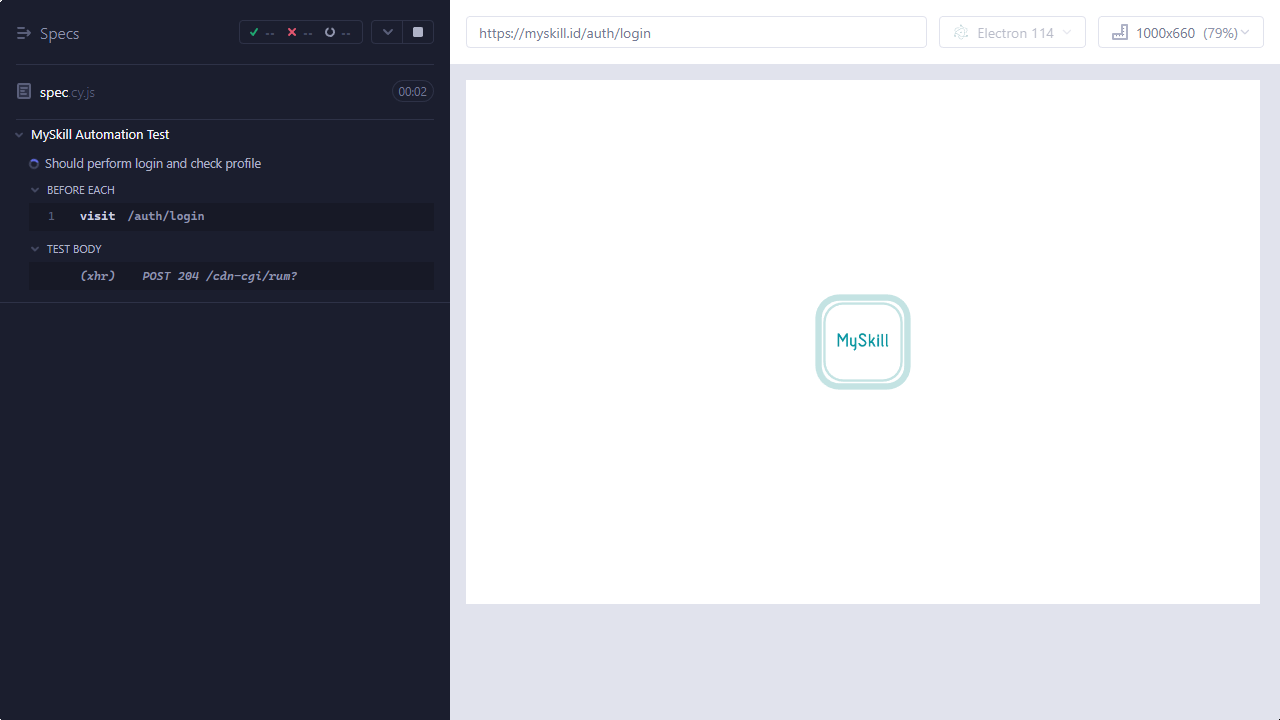 Specs
-- -- --
https://myskill.id/auth/login
Electron 114
1000x660 (79%)
spec.cy.js
00:02
MySkill Automation Test
Should perform login and check profile
BEFORE EACH
1 visit /auth/login
TEST BODY
(xhr) POST 204 /cdn-cgi/rum?
MySkill